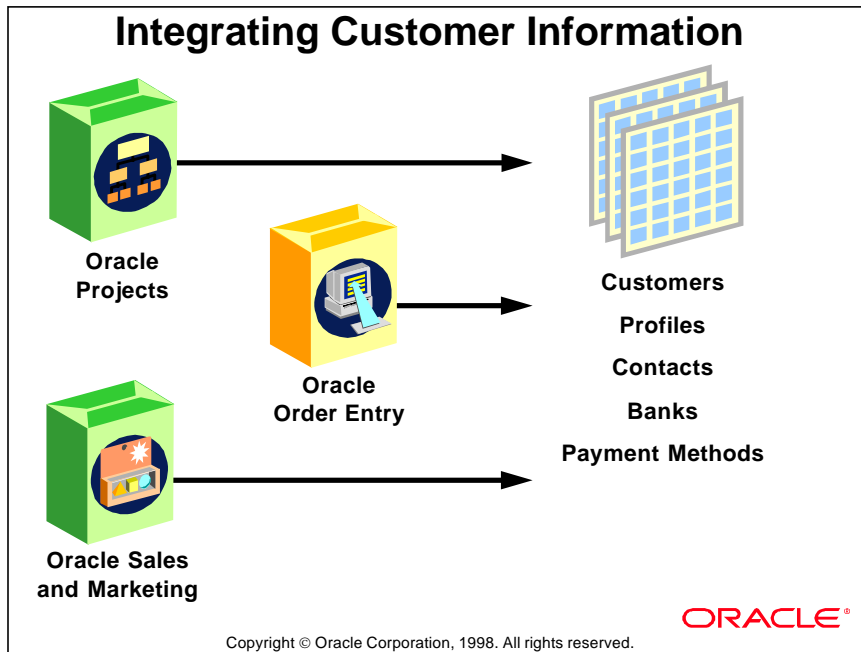 Integrating Customer Information
Oracle
Projects
Oracle
Order Entry
Oracle Sales
and Marketing
Customers
Profiles
Contacts
Banks
Payment Methods
ORACLE®
Copyright © Oracle Corporation, 1998. All rights reserved.